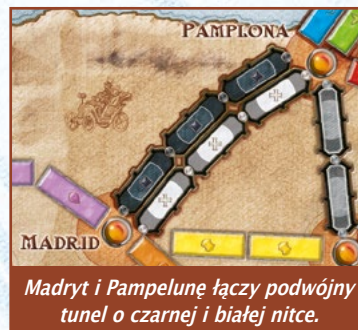 PAMPLONA
MADRID
Madryt i Pampelunę łączy podwójny
tunel o czarnej i białej nitce.